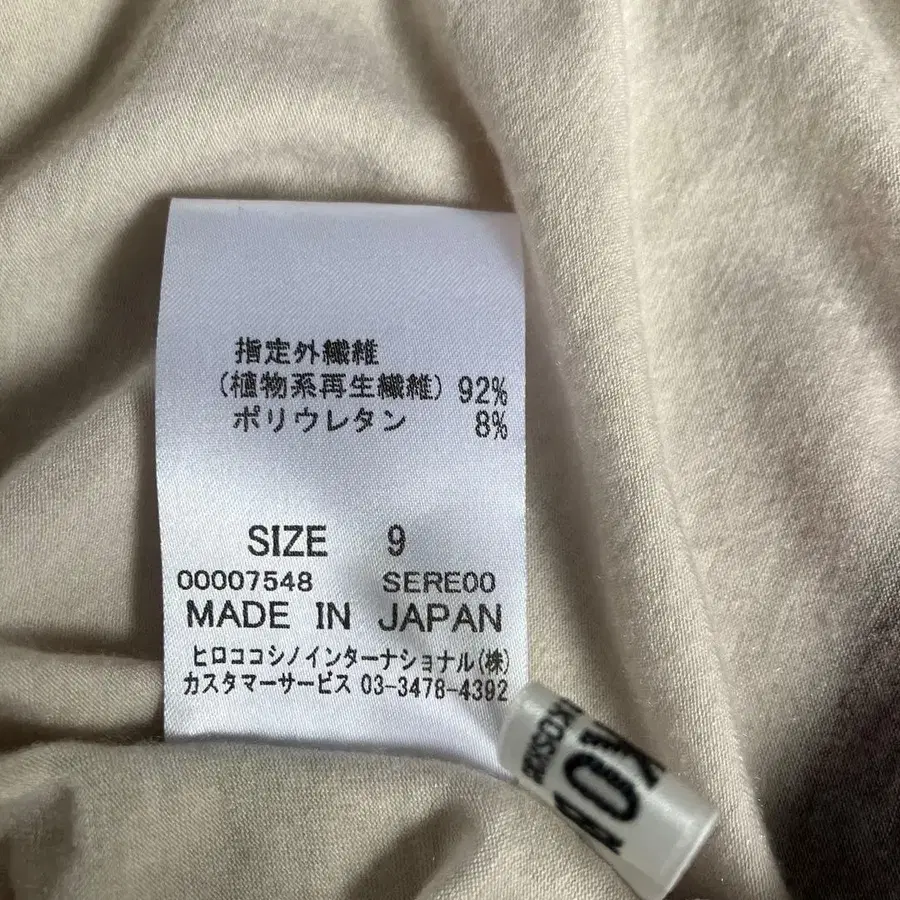 指定外繊維
(植物系再生繊維) 92%
ポリウレタン 8%
SIZE 9
00007548 SERE00
MADE IN JAPAN
ヒロココシノインターナショナル(株)
カスタマーサービス 03-3478-4392